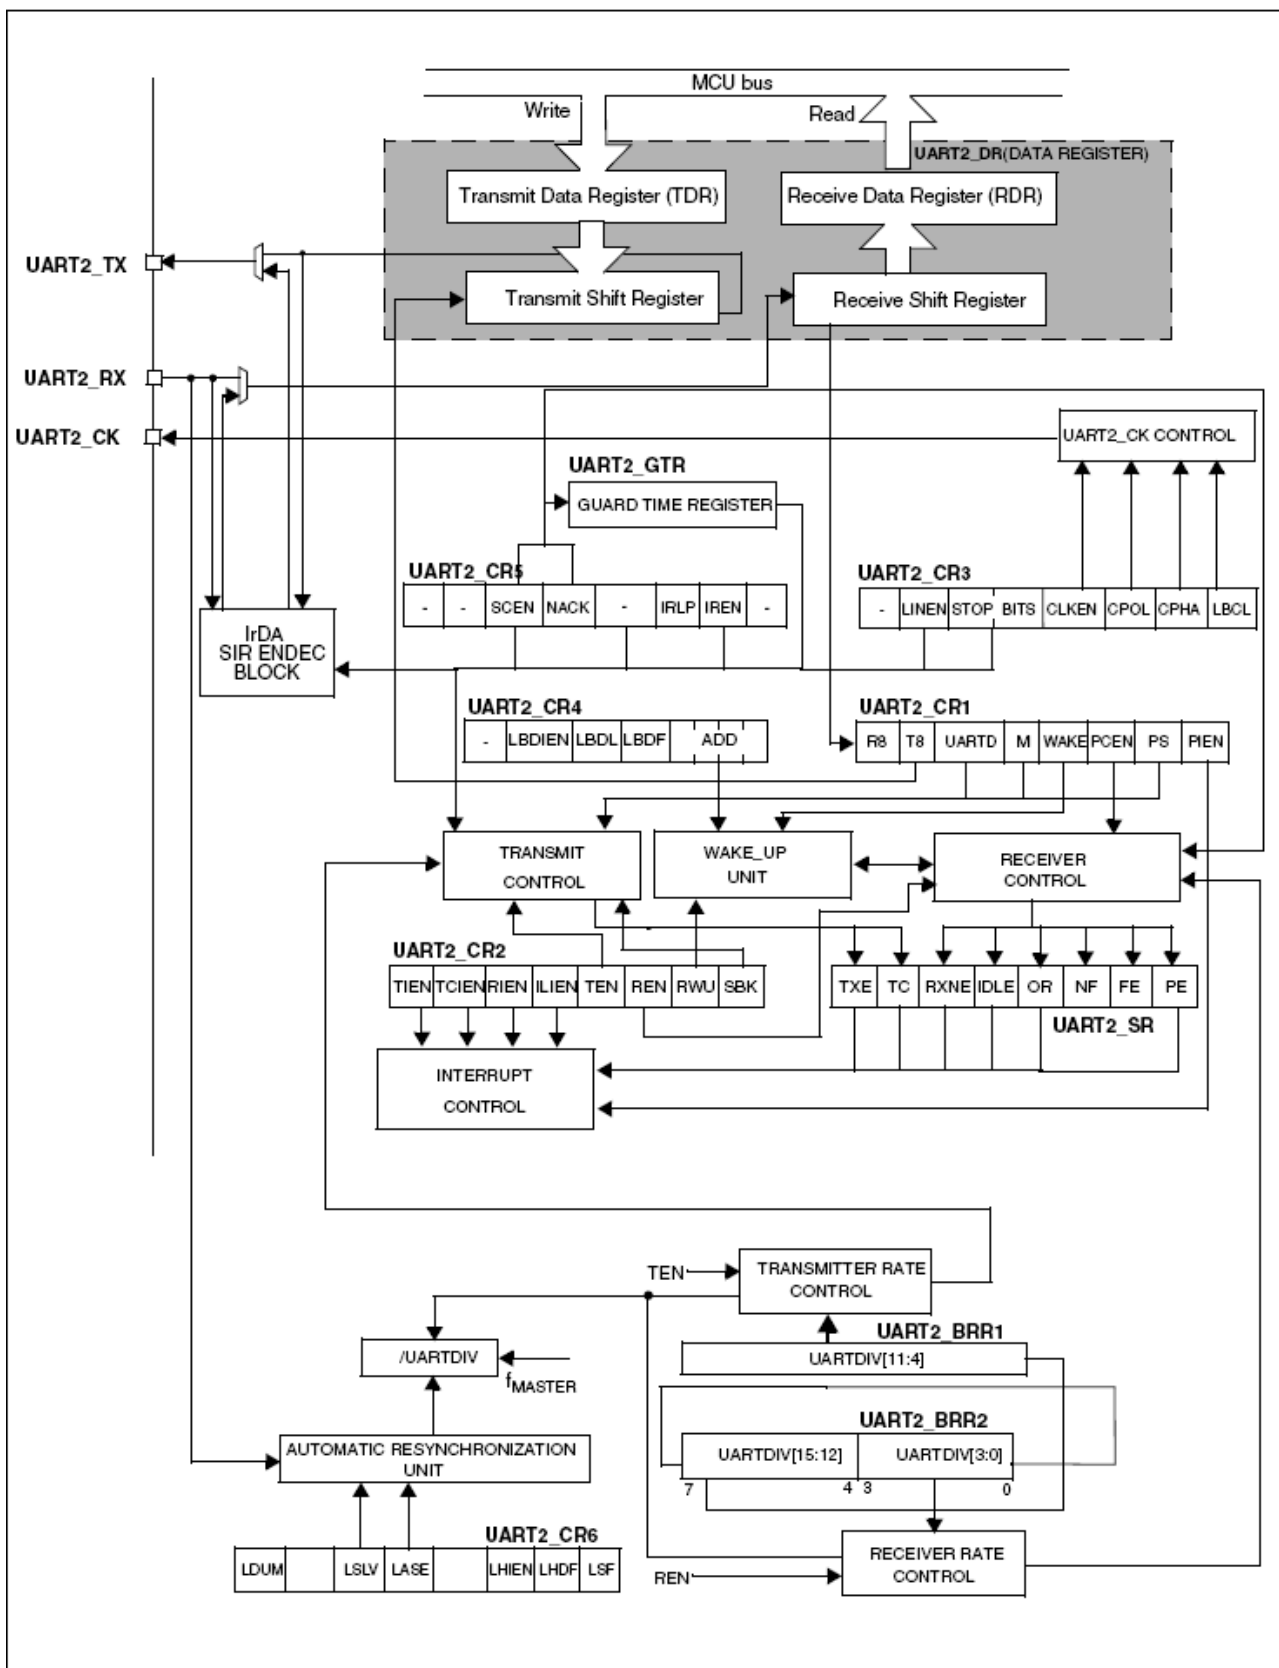 MCU bus
Write
Read
UART2_DR(DATA REGISTER)
Transmit Data Register (TDR)
Receive Data Register (RDR)
UART2_TX
Transmit Shift Register
Receive Shift Register
UART2_RX
UART2_CK
UART2_CK CONTROL
UART2_GTR
GUARD TIME REGISTER
UART2_CR5
- - SCEN NACK - IRLP IREN -
UART2_CR3
- LINEN STOP BITS CLKEN CPOL CPHA LBCL
IrDA
SIR ENDEC
BLOCK
UART2_CR4
- LBDIEN LBDL LBDF ADD
UART2_CR1
R8 T8 UARTD M WAKE PCEN PS PIEN
TRANSMIT
CONTROL
WAKE_UP
UNIT
RECEIVER
CONTROL
UART2_CR2
TIEN TCIEN RIEN ILIEN TEN REN RWU SBK
TXE TC RXNE IDLE OR NF FE PE
UART2_SR
INTERRUPT
CONTROL
TEN
TRANSMITTER RATE
CONTROL
UART2_BRR1
UARTDIV[11:4]
/UARTDIV
fMASTER
UART2_BRR2
UARTDIV[15:12] UARTDIV[3:0]
7 4 3 0
AUTOMATIC RESYNCHRONIZATION
UNIT
UART2_CR6
LDUM LSLV LASE LHIEN LHDF LSF
REN
RECEIVER RATE
CONTROL